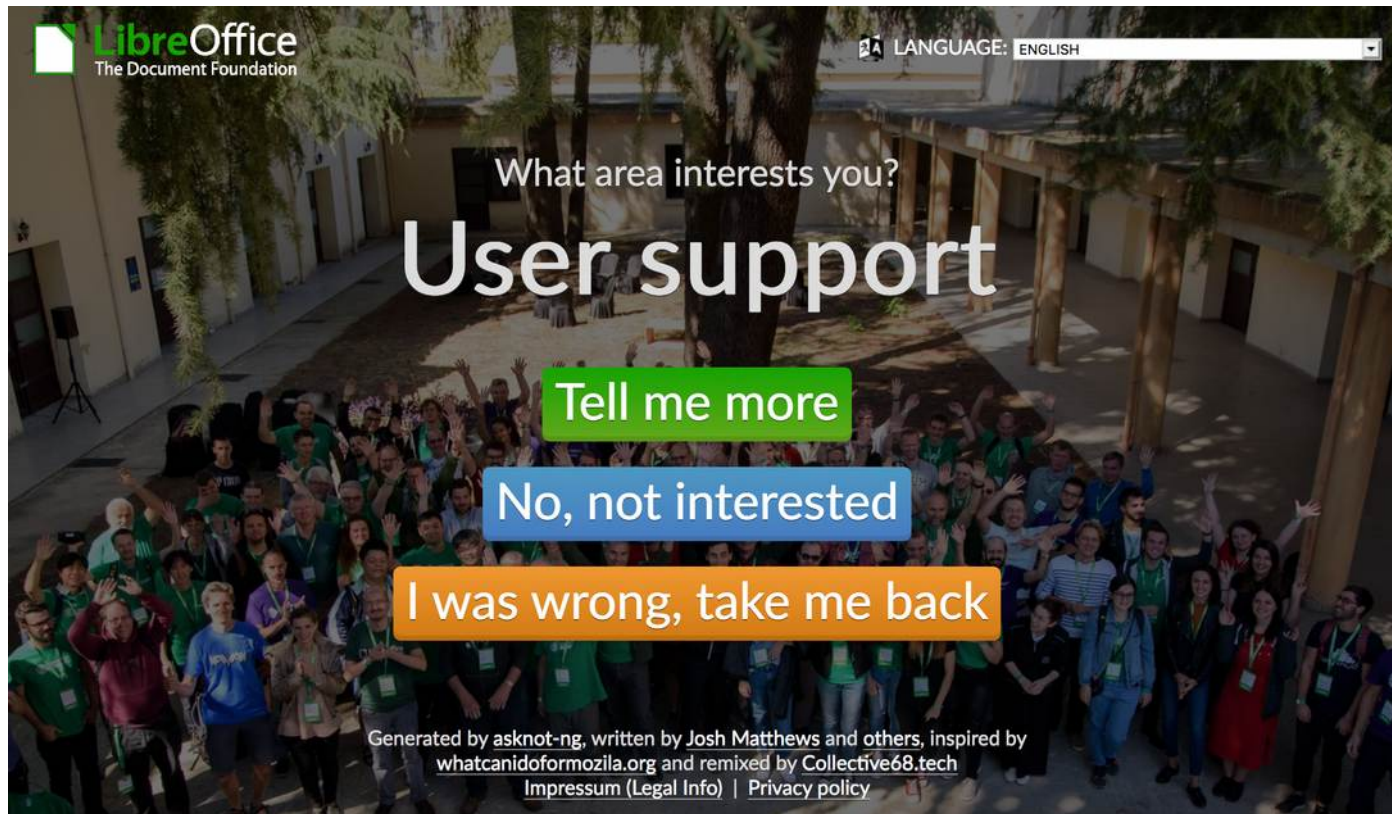 LibreOffice
The Document Foundation
LANGUAGE: ENGLISH
What area interests you?
User support
Tell me more
No, not interested
I was wrong, take me back
Generated by asknot-ng, written by Josh Matthews and others, inspired by
whatcanidoformozilla.org and remixed by Collective68.tech
Impressum (Legal Info) | Privacy policy